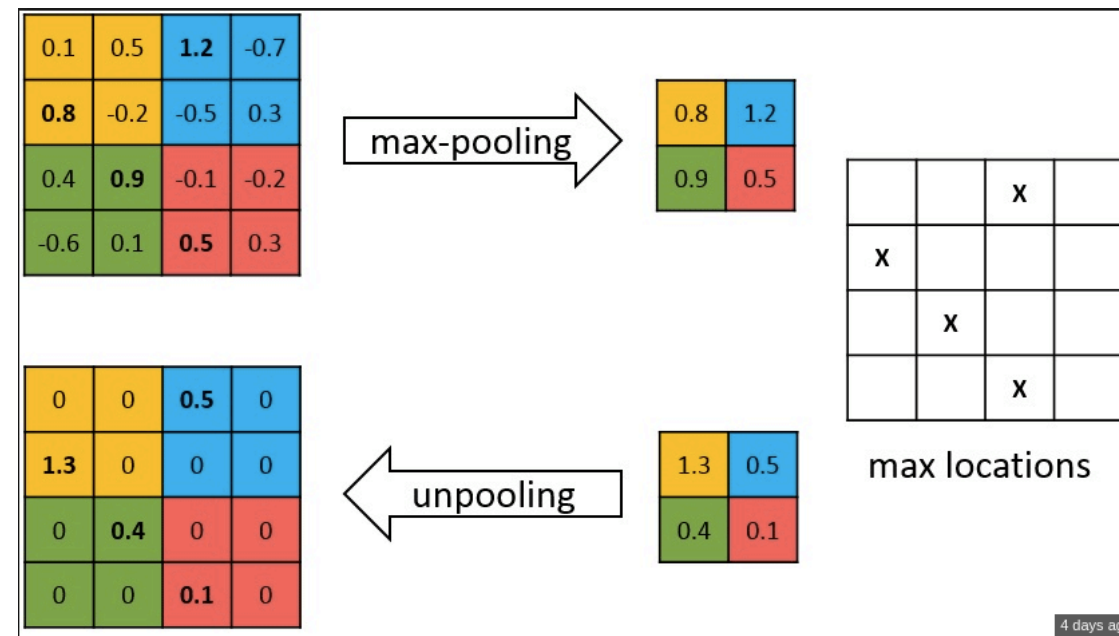 0.1 0.5 1.2 -0.7
0.8 -0.2 -0.5 0.3
0.4 0.9 -0.1 -0.2
-0.6 0.1 0.5 0.3
max-pooling
0.8 1.2
0.9 0.5
X
X
X
X
max locations
0 0 0.5 0
1.3 0 0 0
0 0.4 0 0
0 0 0.1 0
unpooling
1.3 0.5
0.4 0.1
4 days